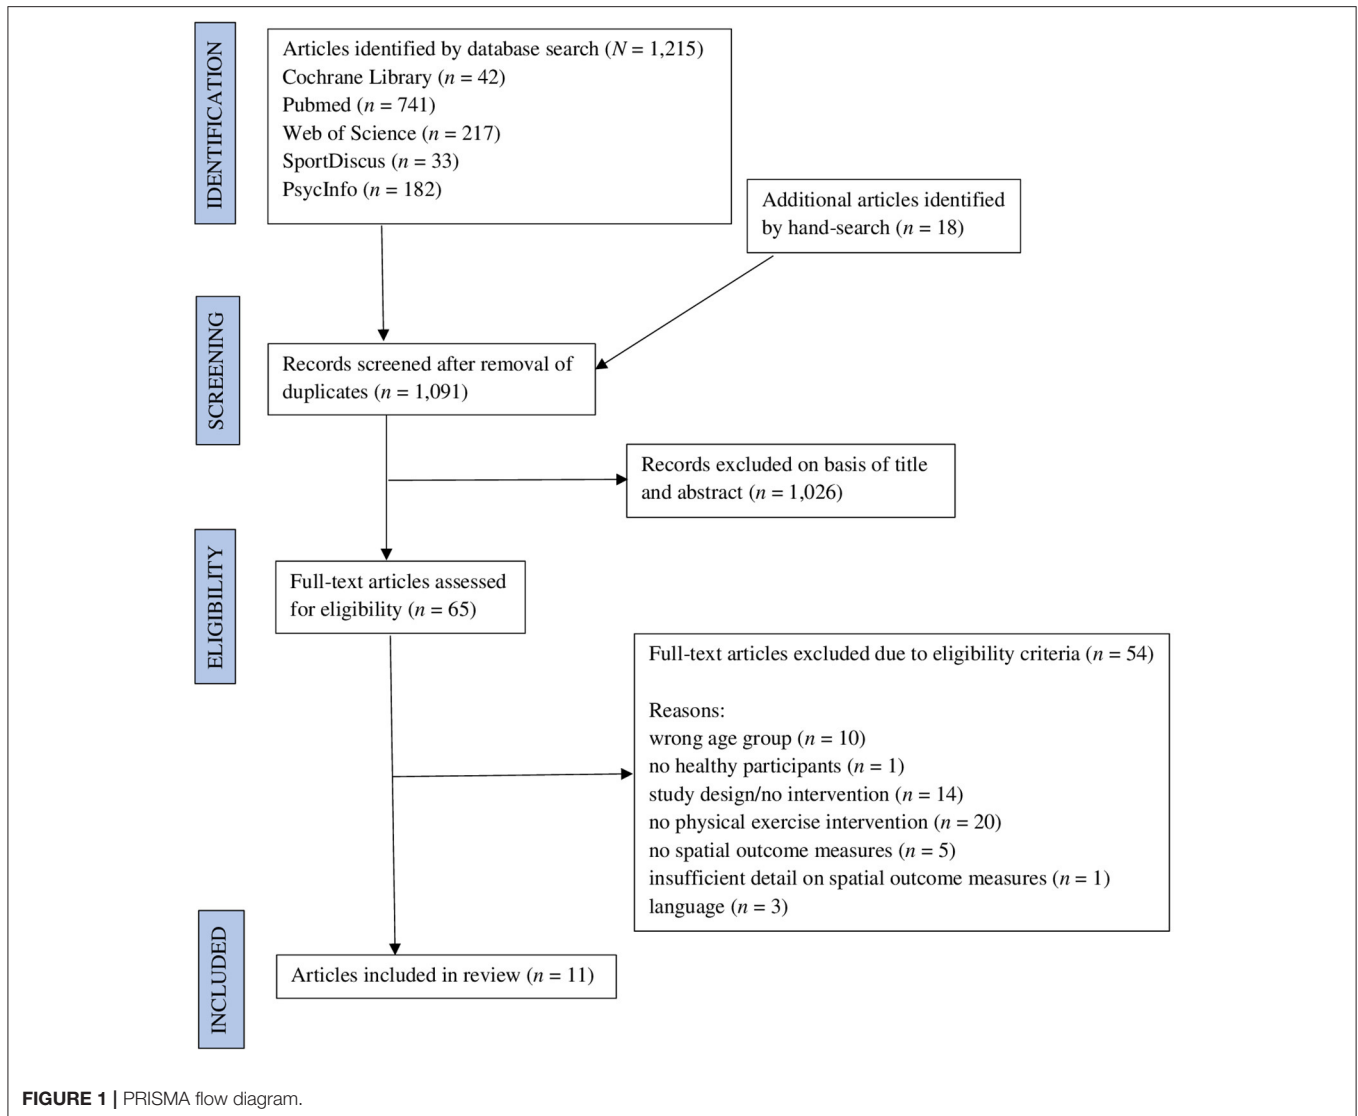 IDENTIFICATION
Articles identified by database search (N = 1,215)
Cochrane Library (n = 42)
Pubmed (n = 741)
Web of Science (n = 217)
SportDiscus (n = 33)
PsycInfo (n = 182)
Additional articles identified
by hand-search (n = 18)
SCREENING
Records screened after removal of
duplicates (n = 1,091)
Records excluded on basis of title
and abstract (n = 1,026)
ELIGIBILITY
Full-text articles assessed
for eligibility (n = 65)
Full-text articles excluded due to eligibility criteria (n = 54)
Reasons:
wrong age group (n = 10)
no healthy participants (n = 1)
study design/no intervention (n = 14)
no physical exercise intervention (n = 20)
no spatial outcome measures (n = 5)
insufficient detail on spatial outcome measures (n = 1)
language (n = 3)
INCLUDED
Articles included in review (n = 11)
FIGURE 1 | PRISMA flow diagram.